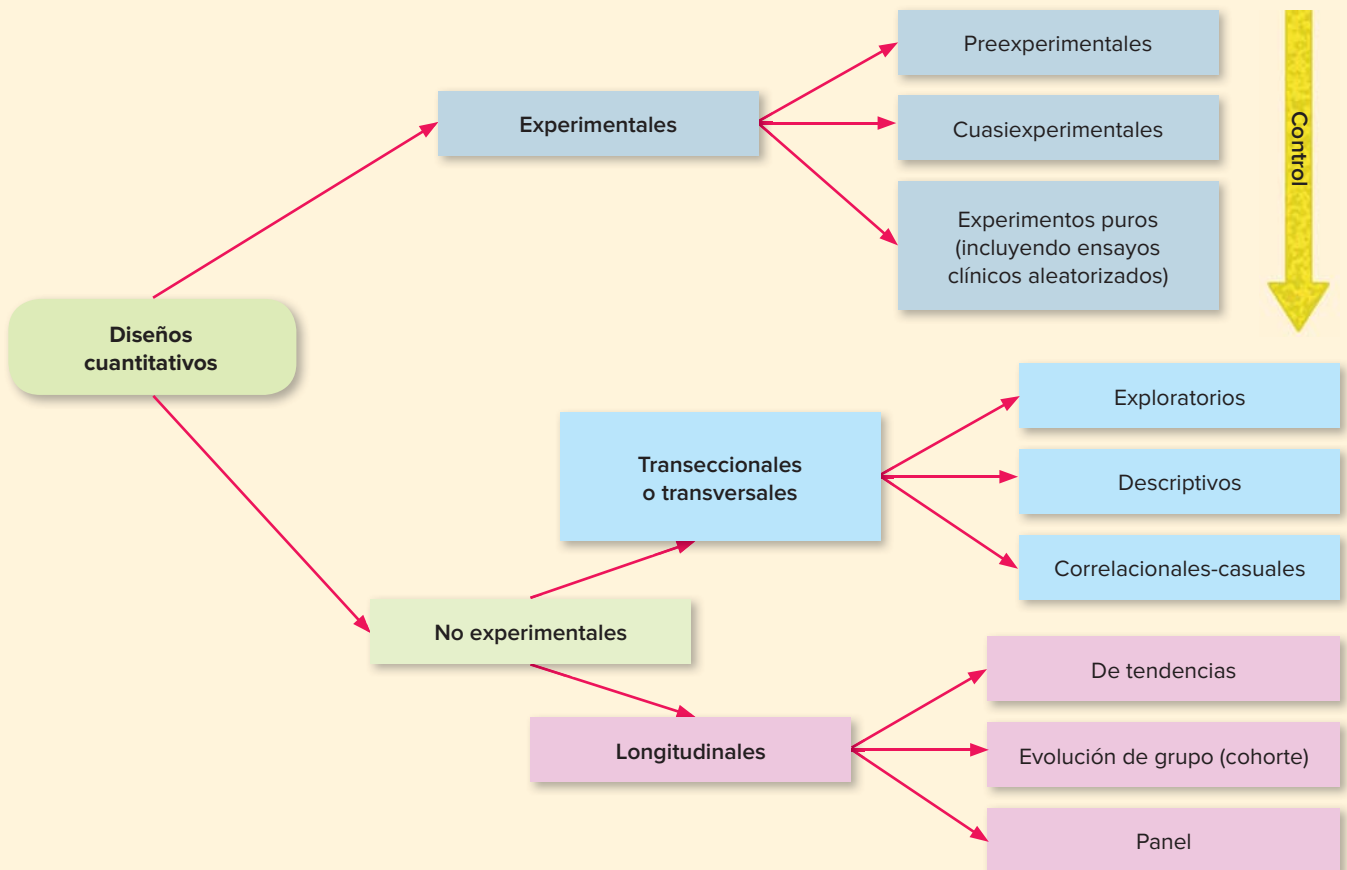 Preexperimentales
Control
Experimentales
Cuasiexperimentales
Experimentos puros
(incluyendo ensayos
clínicos aleatorizados)
Diseños
cuantitativos
Exploratorios
Transeccionales
o transversales
Descriptivos
Correlacionales-casuales
No experimentales
De tendencias
Longitudinales
Evolución de grupo (cohorte)
Panel